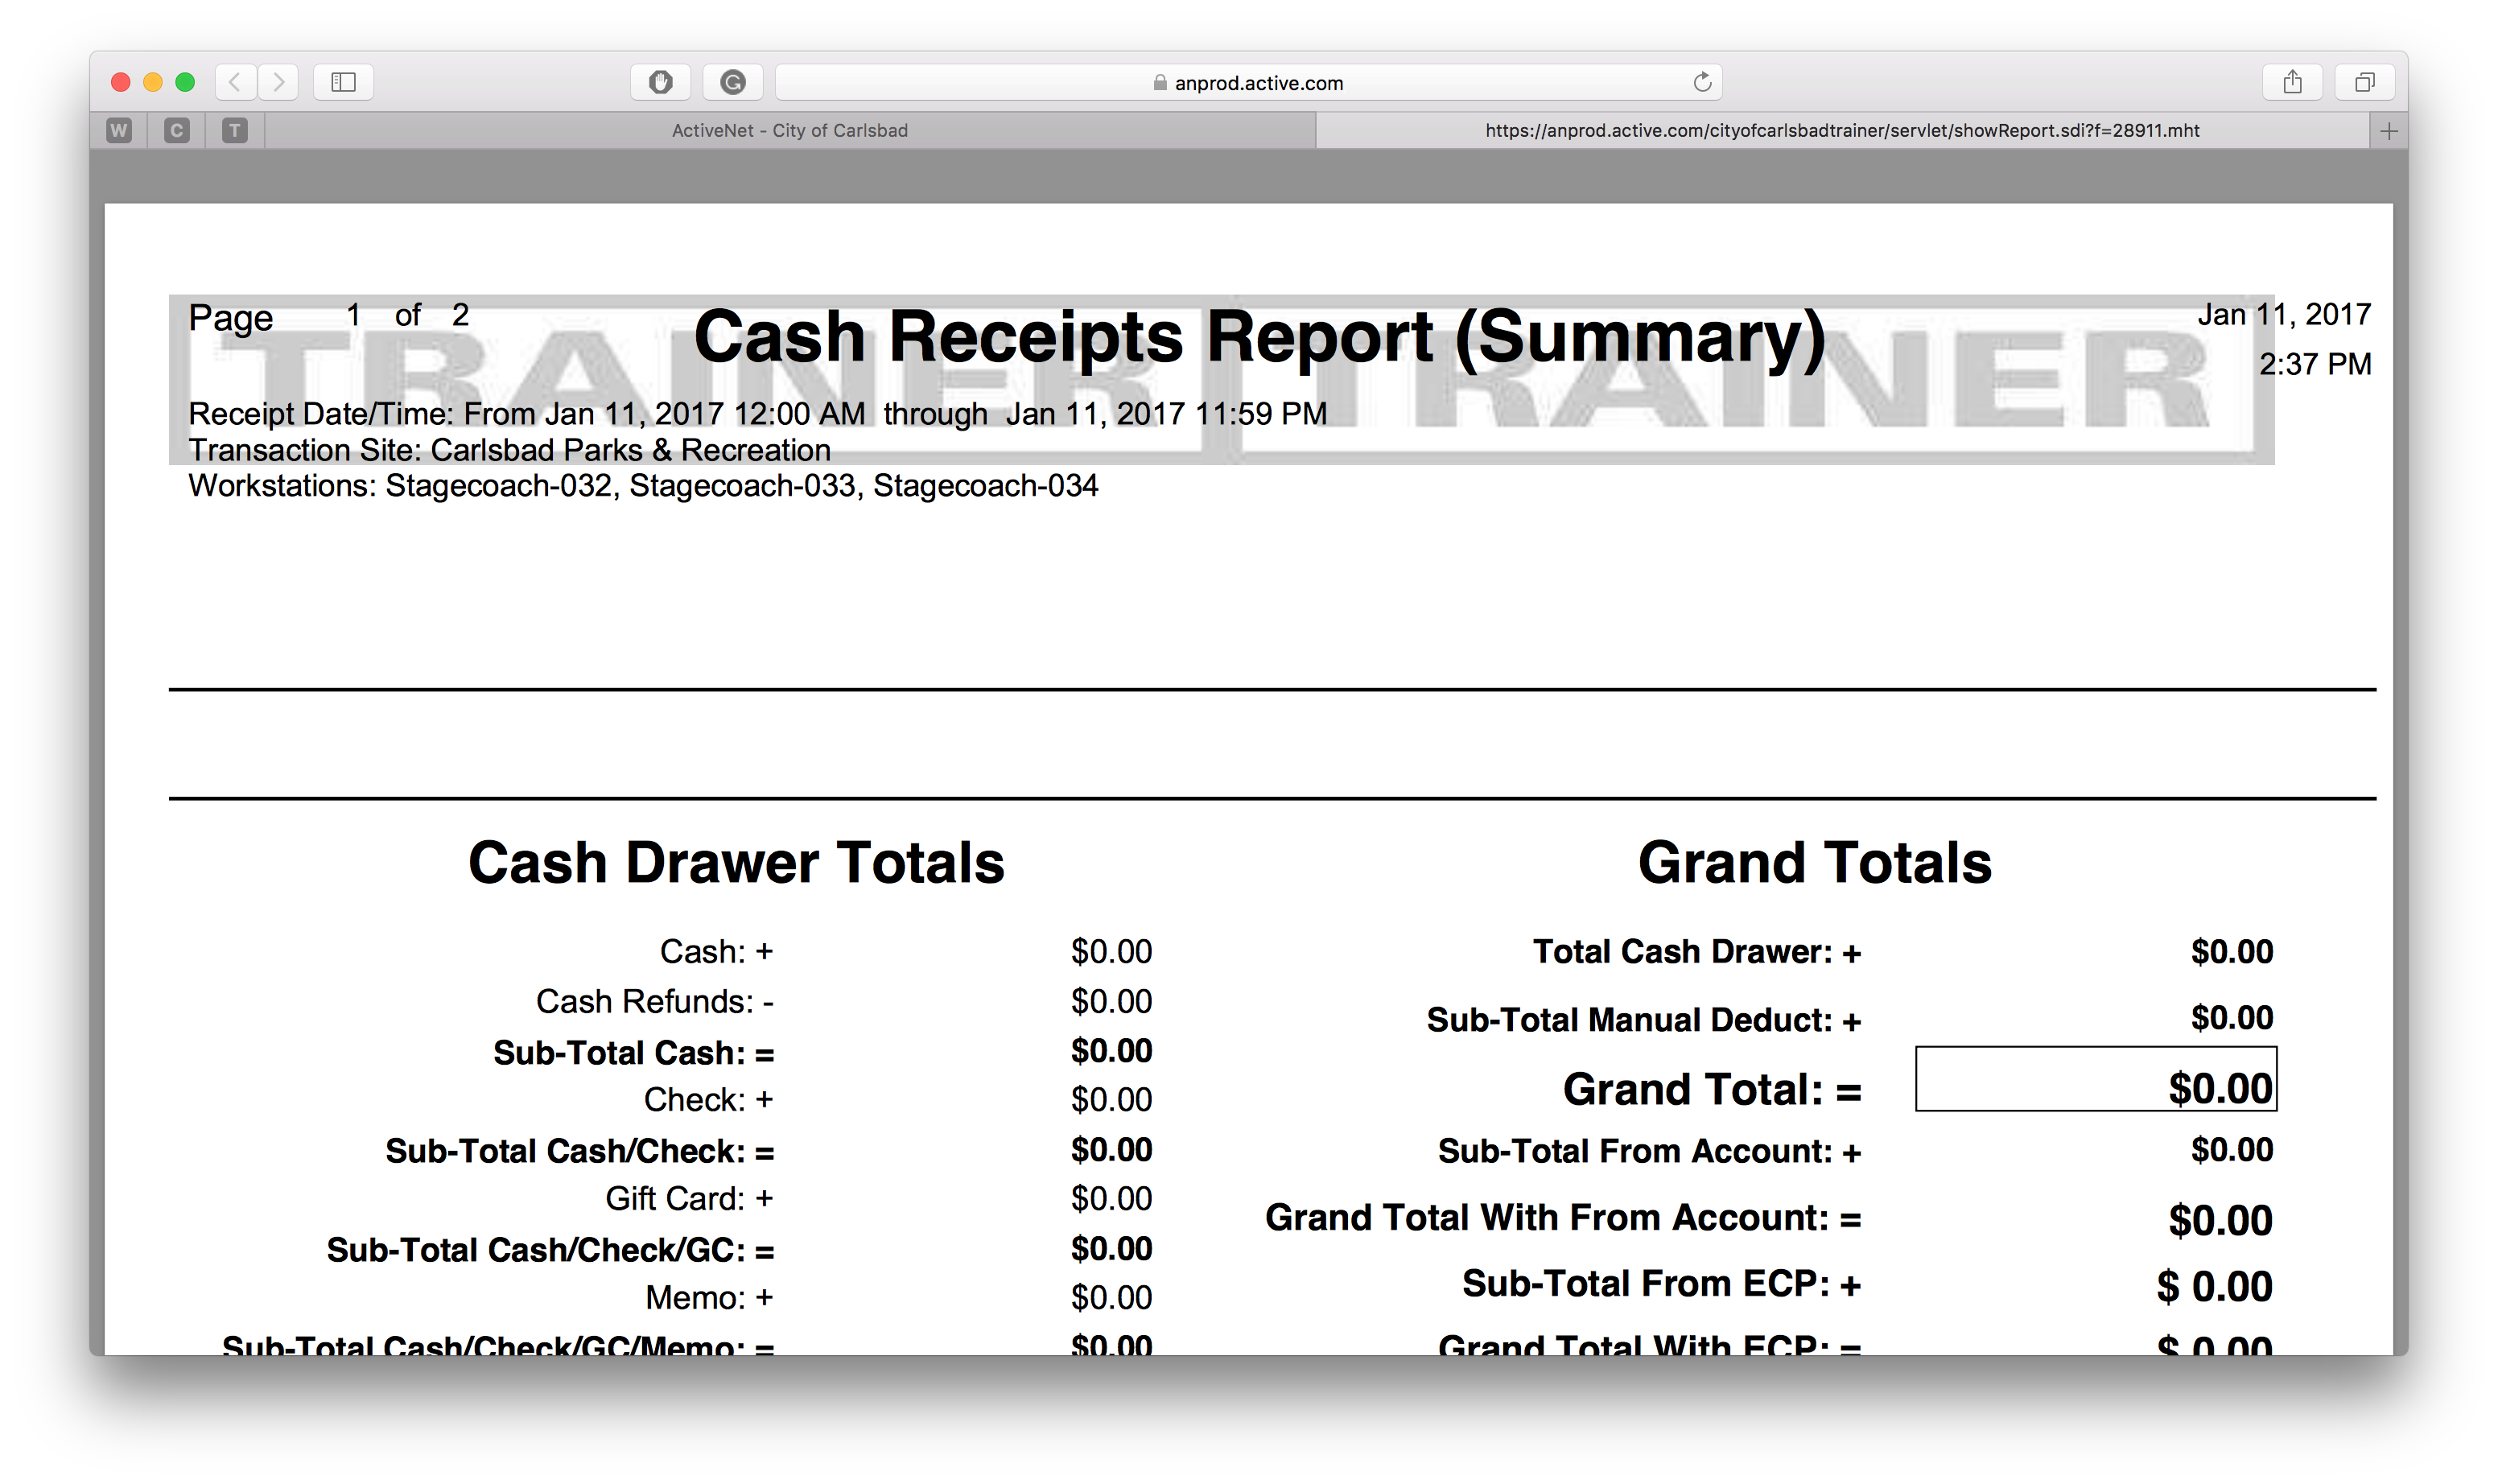 anprod.active.com
W C T ActiveNet - City of Carlsbad https://anprod.active.com/cityofcarlsbadtrainer/servlet/showReport.sdi?f=28911.mht
TRAINER TRAINER
Page 1 of 2 Cash Receipts Report (Summary) Jan 11, 2017
2:37 PM
Receipt Date/Time: From Jan 11, 2017 12:00 AM through Jan 11, 2017 11:59 PM
Transaction Site: Carlsbad Parks & Recreation
Workstations: Stagecoach-032, Stagecoach-033, Stagecoach-034
Cash Drawer Totals
Cash: + $0.00
Cash Refunds: - $0.00
Sub-Total Cash: = $0.00
Check: + $0.00
Sub-Total Cash/Check: = $0.00
Gift Card: + $0.00
Sub-Total Cash/Check/GC: = $0.00
Memo: + $0.00
Sub-Total Cash/Check/GC/Memo: = $0.00
Grand Totals
Total Cash Drawer: + $0.00
Sub-Total Manual Deduct: + $0.00
Grand Total: = $0.00
Sub-Total From Account: + $0.00
Grand Total With From Account: = $0.00
Sub-Total From ECP: + $ 0.00
Grand Total With ECP: = $ 0.00